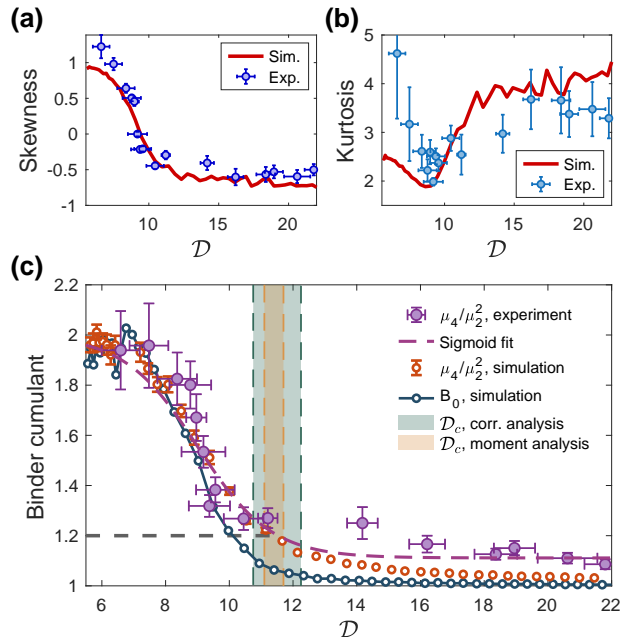 (a)
Skewness
1
0.5
0
-0.5
-1
10
15
20
𝒟
Sim.
Exp.
(b)
Kurtosis
5
4
3
2
5
10
15
20
𝒟
Sim.
Exp.
(c)
Binder cumulant
2.2
2
1.8
1.6
1.4
1.2
1
6
8
10
12
14
16
18
20
22
𝒟
μ₄/μ₂², experiment
Sigmoid fit
μ₄/μ₂², simulation
B₀, simulation
𝒟_c, corr. analysis
𝒟_c, moment analysis